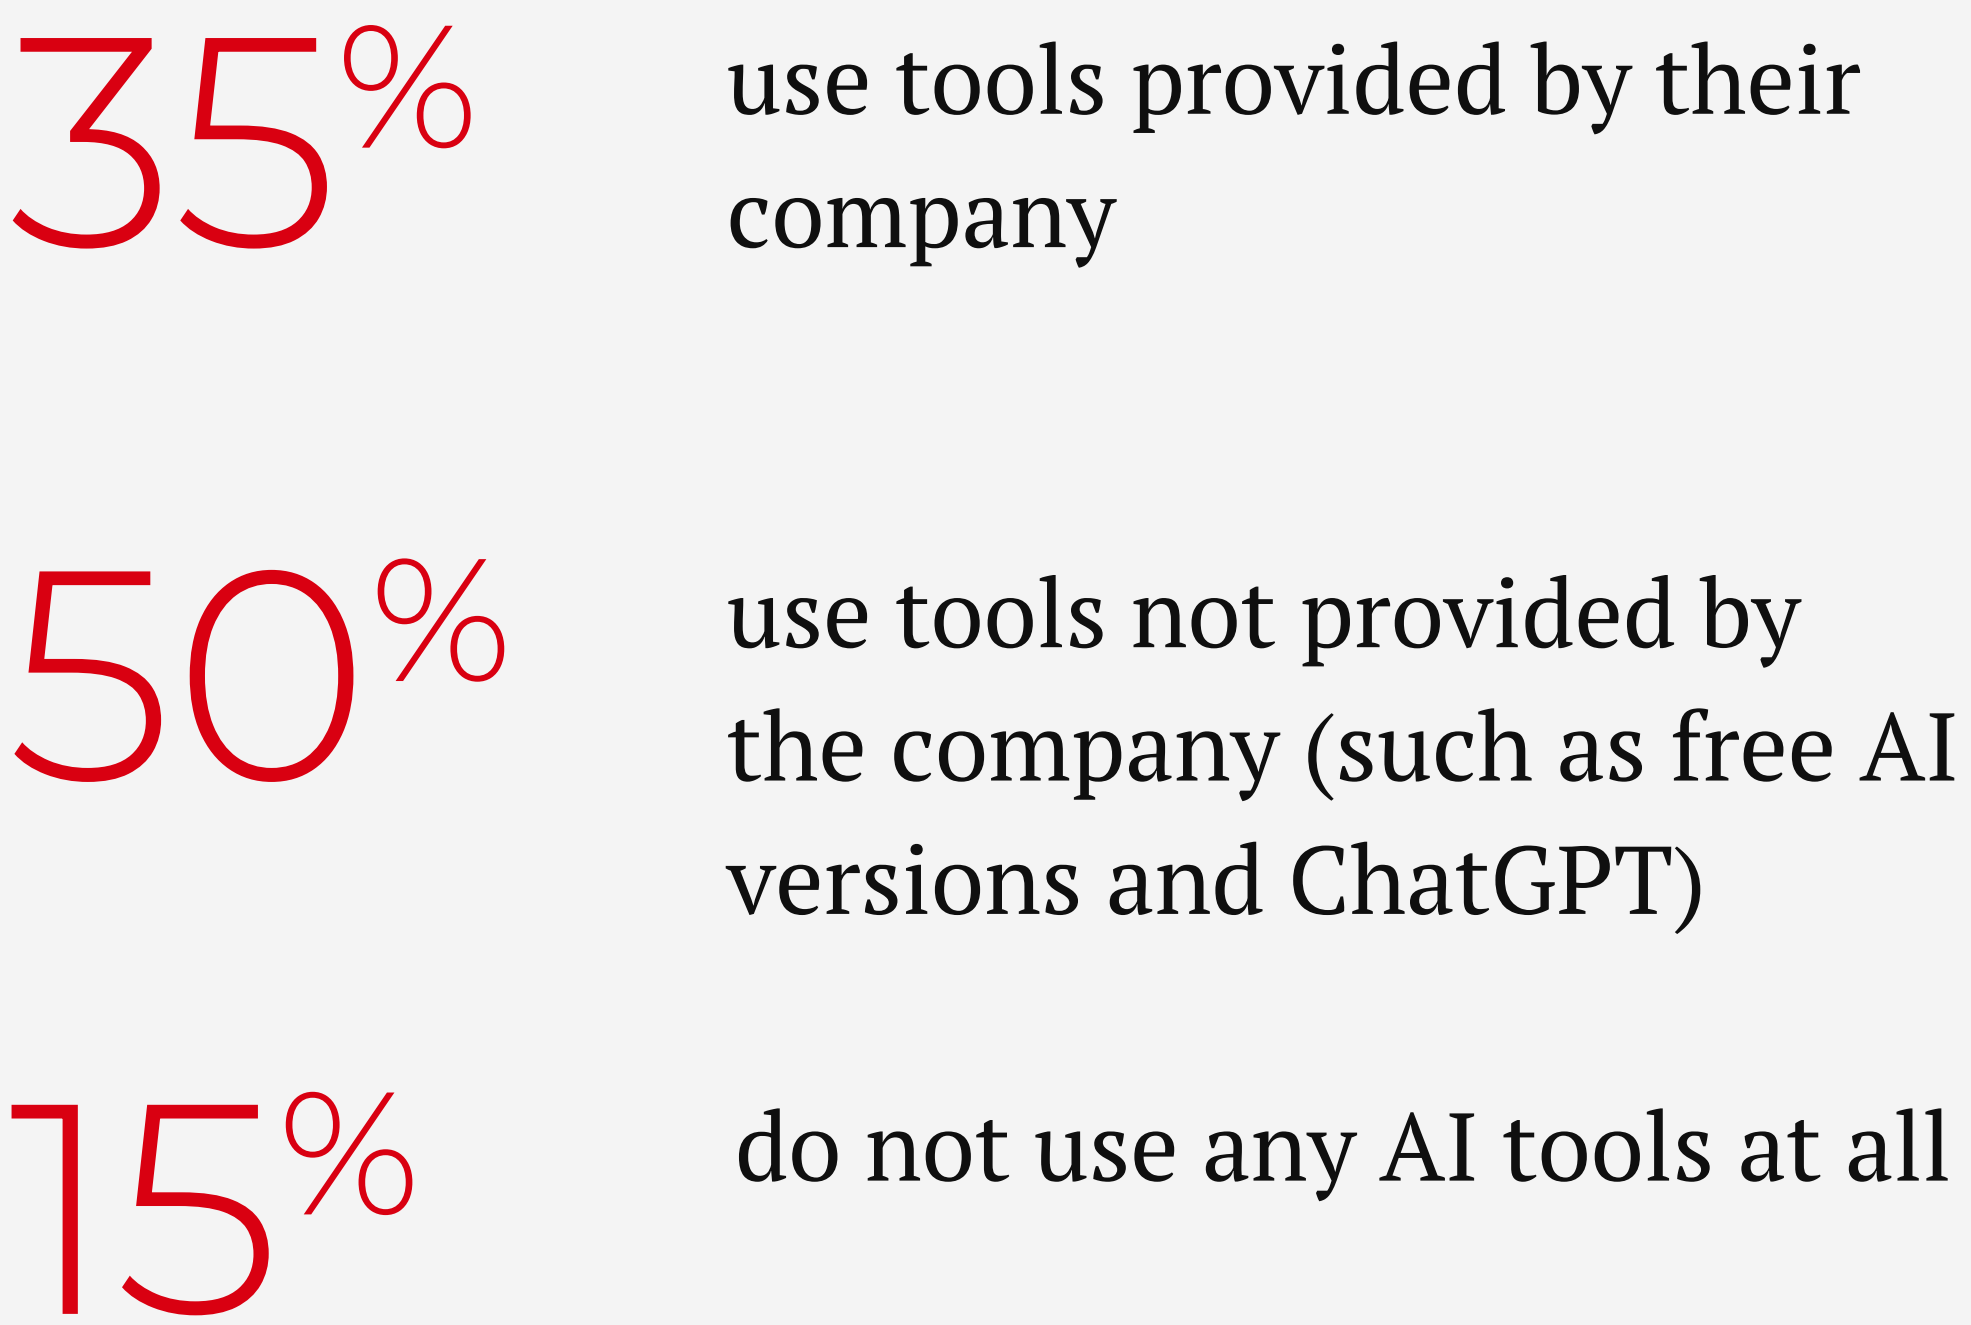 35%
use tools provided by their
company
50%
use tools not provided by
the company (such as free AI
versions and ChatGPT)
15%
do not use any AI tools at all